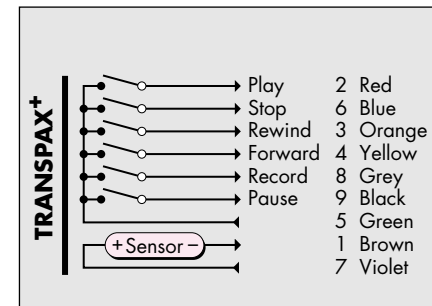 TRANSPAX+
Play 2 Red
Stop 6 Blue
Rewind 3 Orange
Forward 4 Yellow
Record 8 Grey
Pause 9 Black
5 Green
+ Sensor – 1 Brown
7 Violet